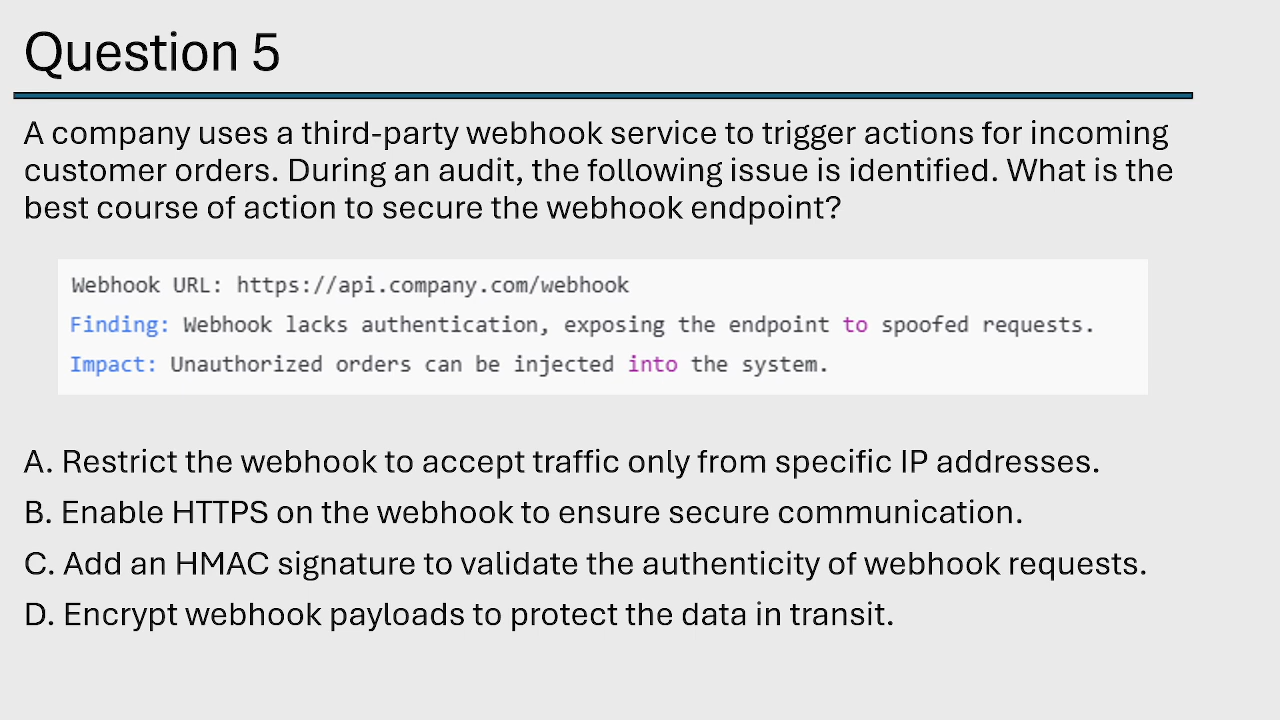 Question 5
A company uses a third-party webhook service to trigger actions for incoming
customer orders. During an audit, the following issue is identified. What is the
best course of action to secure the webhook endpoint?
Webhook URL: https://api.company.com/webhook
Finding: Webhook lacks authentication, exposing the endpoint to spoofed requests.
Impact: Unauthorized orders can be injected into the system.
A. Restrict the webhook to accept traffic only from specific IP addresses.
B. Enable HTTPS on the webhook to ensure secure communication.
C. Add an HMAC signature to validate the authenticity of webhook requests.
D. Encrypt webhook payloads to protect the data in transit.